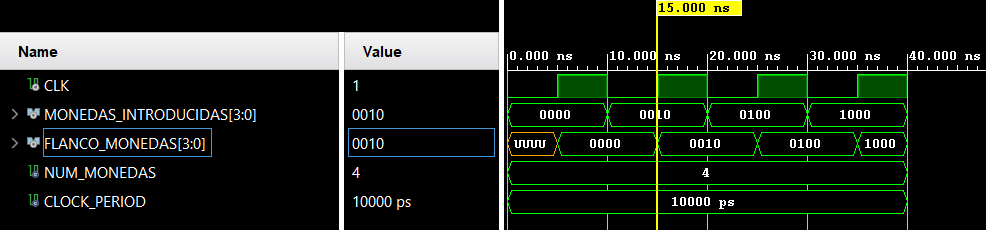 15.000 ns
Name Value
0.000 ns 10.000 ns 20.000 ns 30.000 ns 40.000 ns
CLK 1
MONEDAS_INTRODUCIDAS[3:0] 0010 0000 0010 0100 1000
FLANCO_MONEDAS[3:0] 0010 UUUU 0000 0010 0100 1000
NUM_MONEDAS 4 4
CLOCK_PERIOD 10000 ps 10000 ps